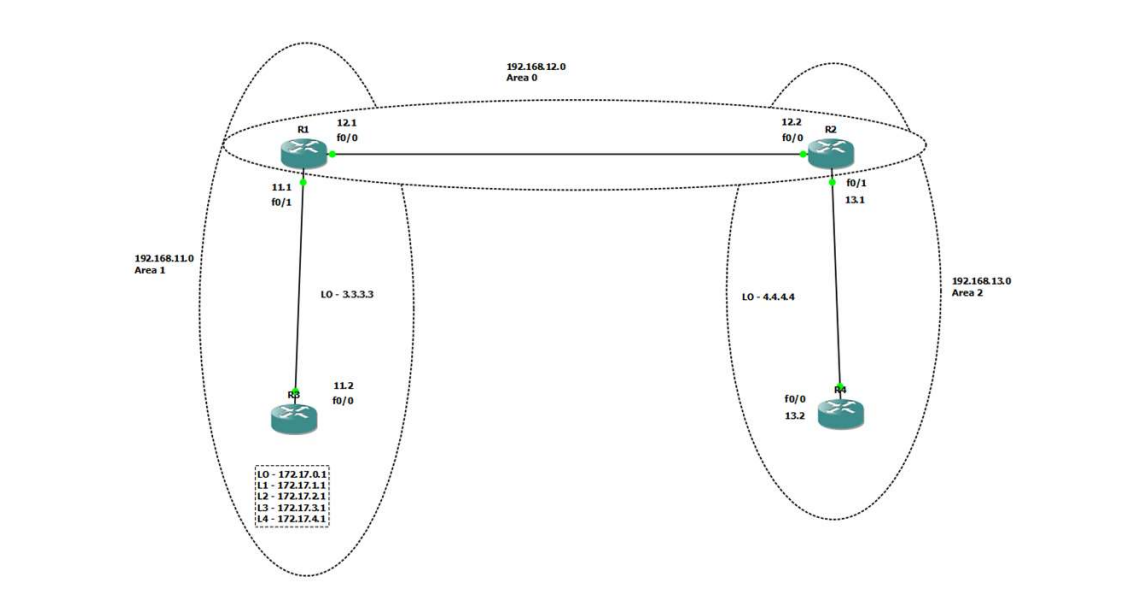 192.168.12.0
Area 0
R1
12.1
f0/0
12.2
f0/0
R2
11.1
f0/1
f0/1
13.1
192.168.11.0
Area 1
LO - 3.3.3.3
LO - 4.4.4.4
192.168.13.0
Area 2
R3
11.2
f0/0
R4
f0/0
13.2
LO - 172.17.0.1
L1 - 172.17.1.1
L2 - 172.17.2.1
L3 - 172.17.3.1
L4 - 172.17.4.1